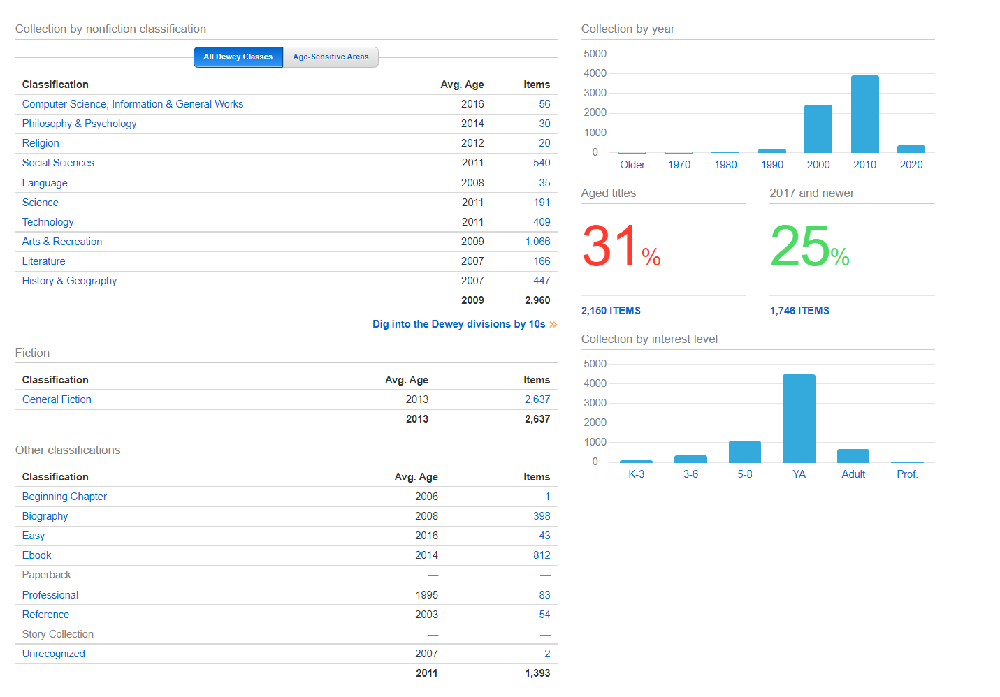 Collection by nonfiction classification
All Dewey Classes Age-Sensitive Areas
Classification Avg. Age Items
Computer Science, Information & General Works 2016 56
Philosophy & Psychology 2014 30
Religion 2012 20
Social Sciences 2011 540
Language 2008 35
Science 2011 191
Technology 2011 409
Arts & Recreation 2009 1,066
Literature 2007 166
History & Geography 2007 447
2009 2,960
Dig into the Dewey divisions by 10s »
Fiction
Classification Avg. Age Items
General Fiction 2013 2,637
2013 2,637
Other classifications
Classification Avg. Age Items
Beginning Chapter 2006 1
Biography 2008 398
Easy 2016 43
Ebook 2014 812
Paperback — —
Professional 1995 83
Reference 2003 54
Story Collection — —
Unrecognized 2007 2
2011 1,393
Collection by year
5000
4000
3000
2000
1000
0
Older 1970 1980 1990 2000 2010 2020
Aged titles 2017 and newer
31% 25%
2,150 ITEMS 1,746 ITEMS
Collection by interest level
5000
4000
3000
2000
1000
0
K-3 3-6 5-8 YA Adult Prof.